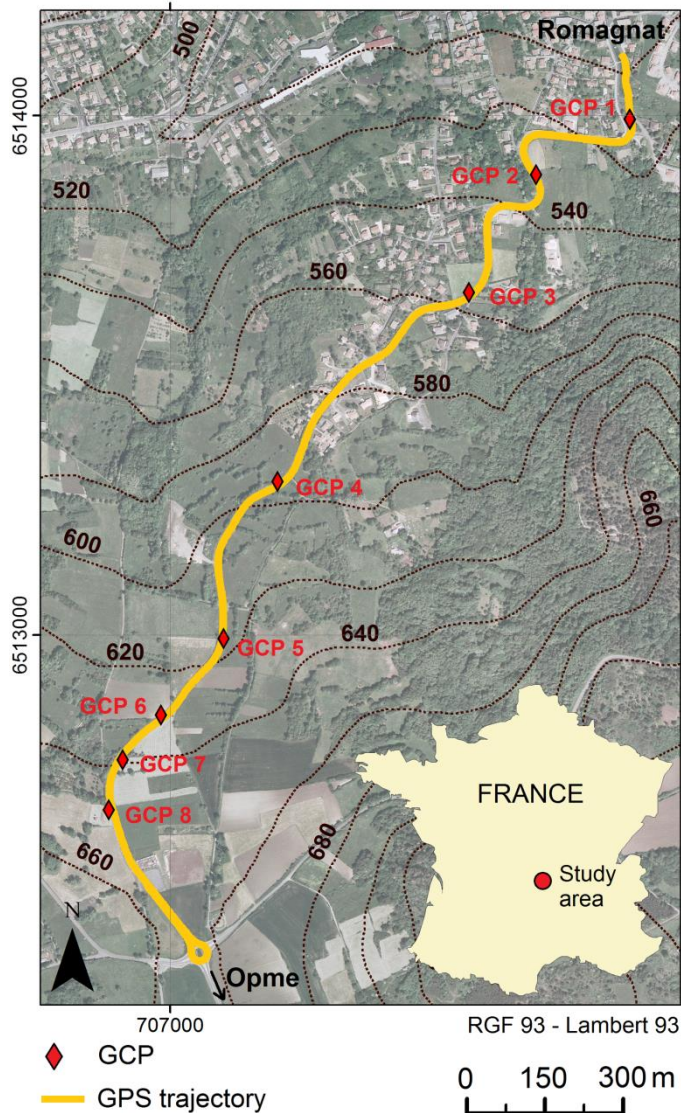 500
Romagnat
GCP 1
6514000
GCP 2
520
540
560
GCP 3
580
GCP 4
660
600
6513000
GCP 5
640
620
GCP 6
GCP 7
FRANCE
GCP 8
680
660
Study
area
N
Opme
707000
RGF 93 - Lambert 93
GCP
GPS trajectory
0 150 300 m